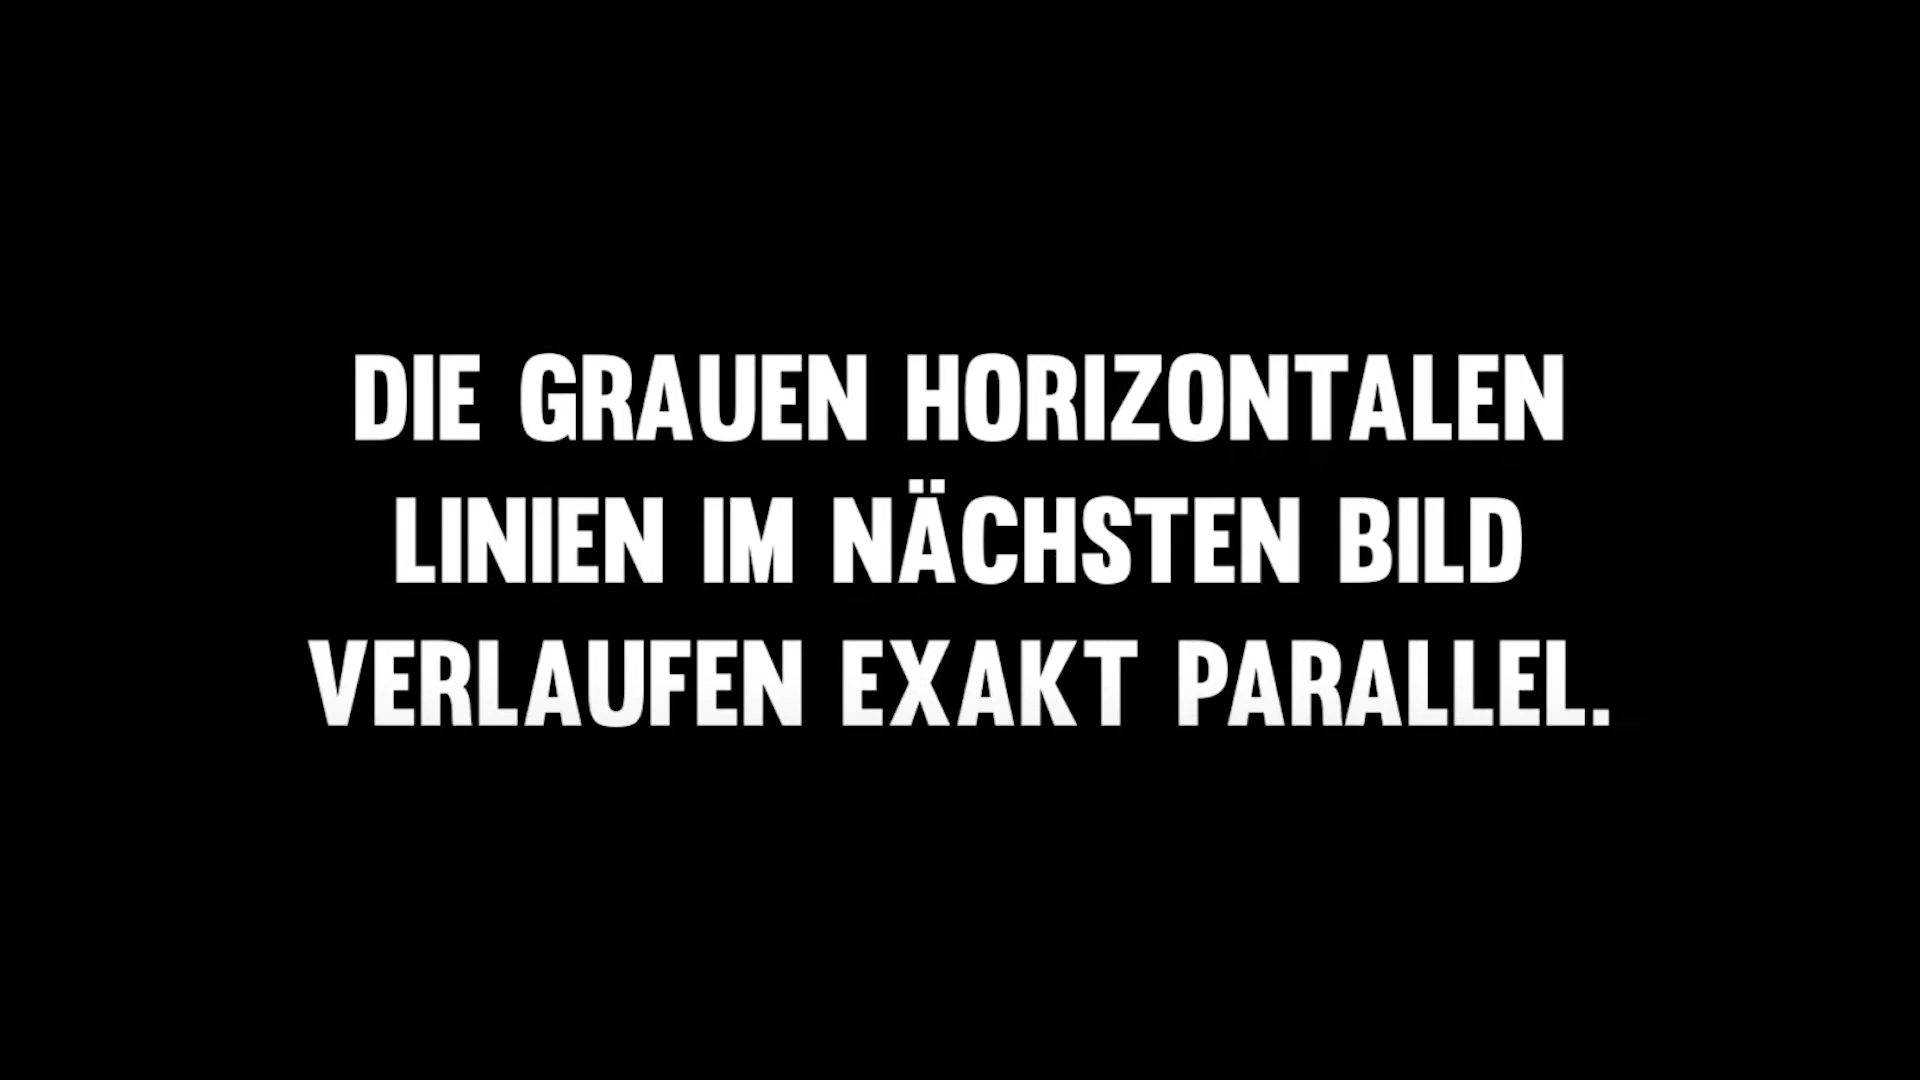 DIE GRAUEN HORIZONTALEN
LINIEN IM NÄCHSTEN BILD
VERLAUFEN EXAKT PARALLEL.